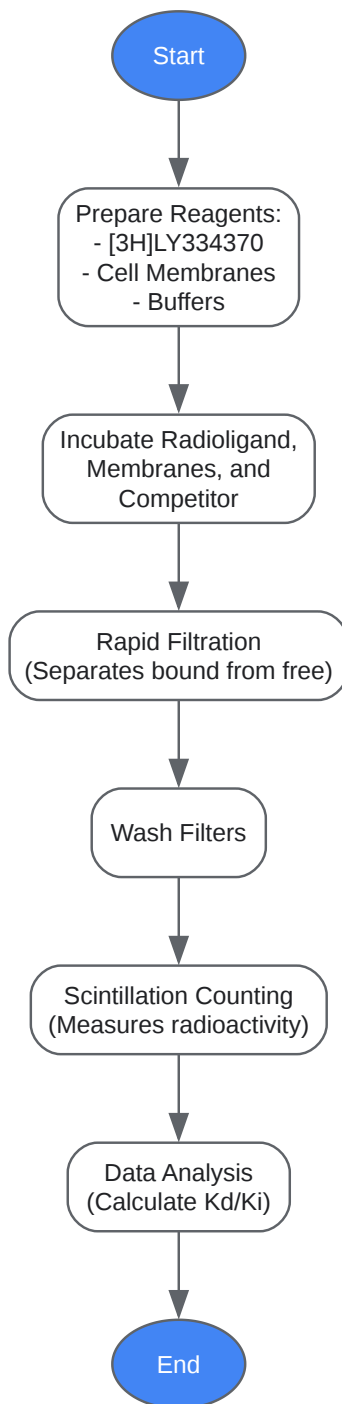 Start
Prepare Reagents:
- [3H]LY334370
- Cell Membranes
- Buffers
Incubate Radioligand,
Membranes, and
Competitor
Rapid Filtration
(Separates bound from free)
Wash Filters
Scintillation Counting
(Measures radioactivity)
Data Analysis
(Calculate Kd/Ki)
End